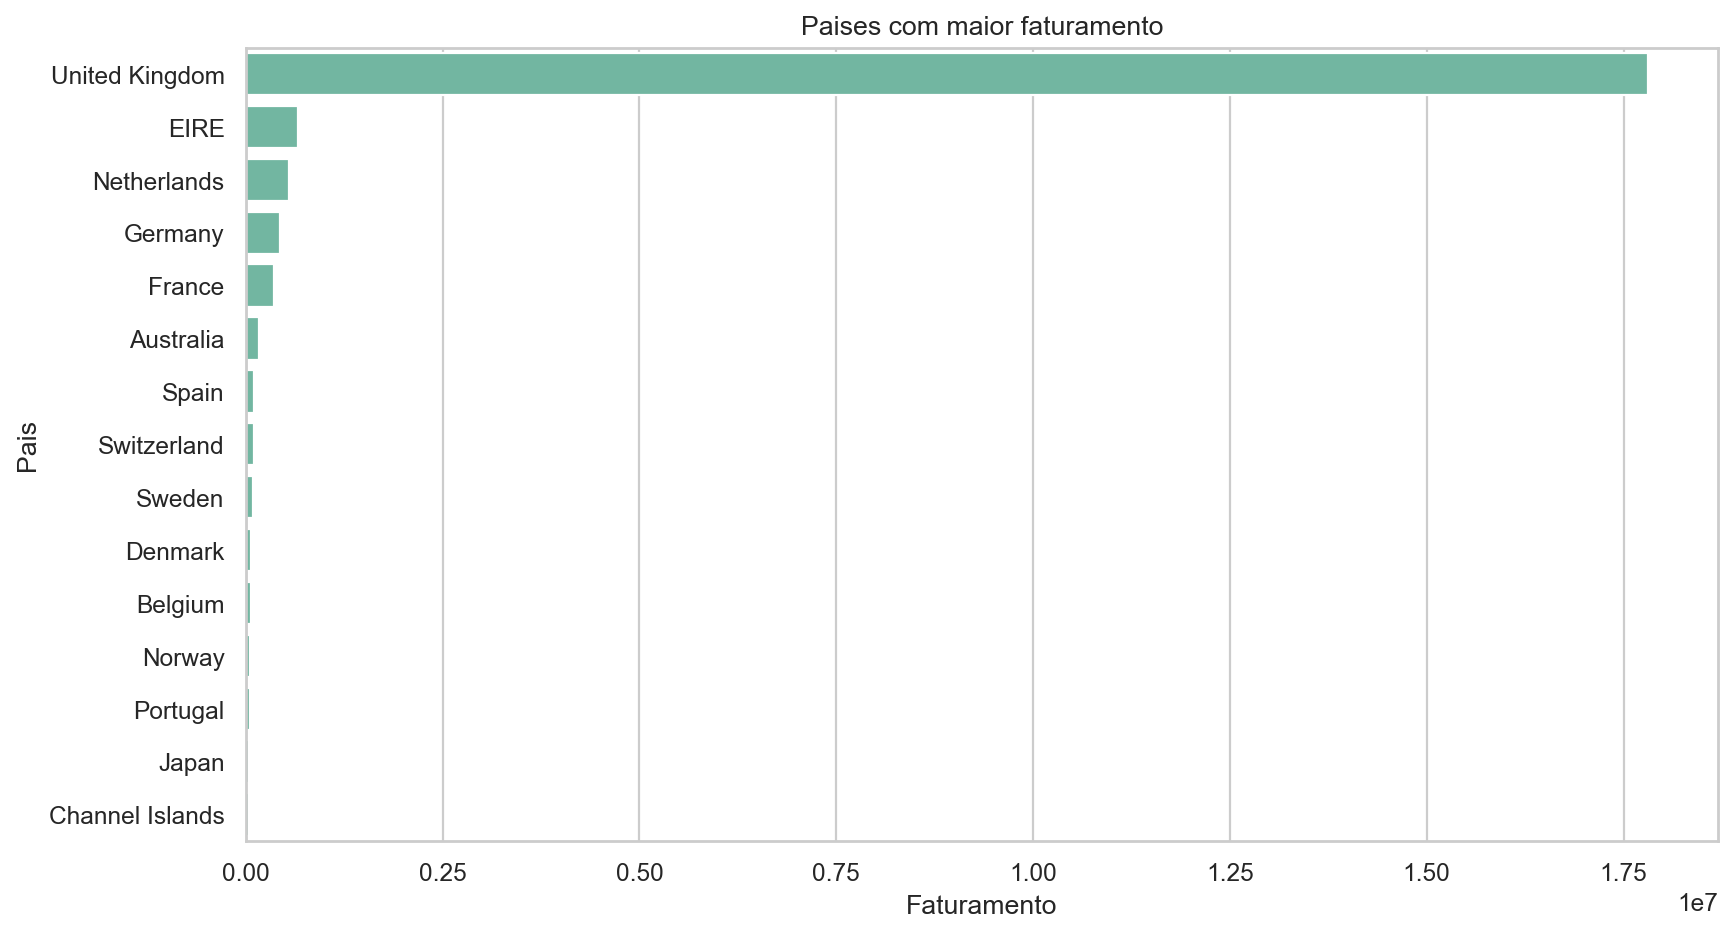 Paises com maior faturamento
United Kingdom
EIRE
Netherlands
Germany
France
Australia
Spain
Switzerland
Sweden
Denmark
Belgium
Norway
Portugal
Japan
Channel Islands
Pais
0.00 0.25 0.50 0.75 1.00 1.25 1.50 1.75
1e7
Faturamento